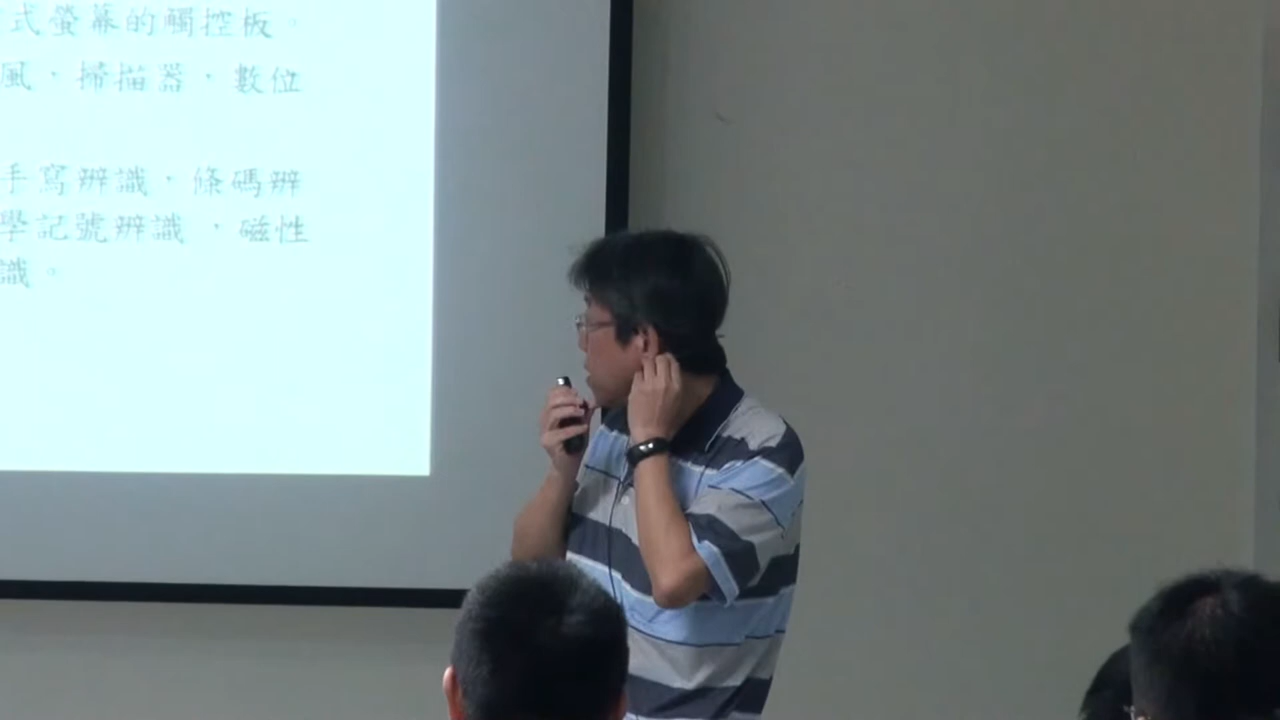 式螢幕的觸控板。
風、掃描器、數位
手寫辨識，條碼辨
學記號辨識，磁性
識。